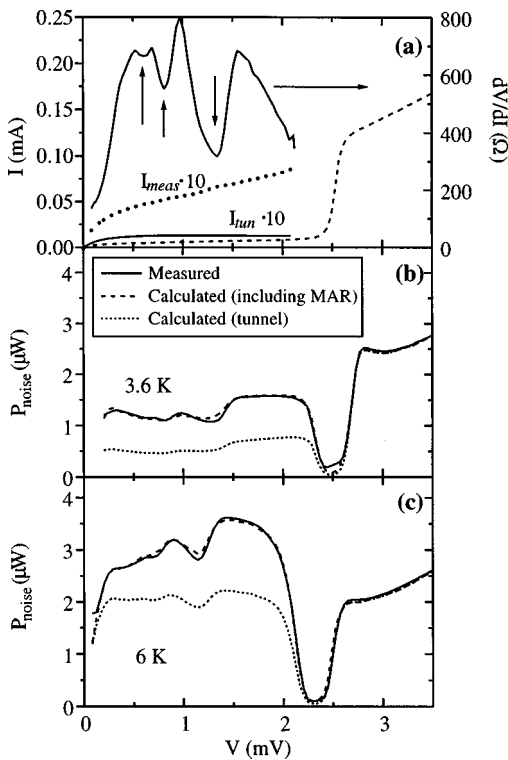 0.25
0.20
0.15
0.10
0.05
0.00
I (mA)
(a)
800
600
400
200
0
dV/dI (Ω)
I_meas·10
I_tun·10
4
3
2
1
0
P_noise (μW)
(b)
Measured
Calculated (including MAR)
Calculated (tunnel)
3.6 K
4
3
2
1
0
P_noise (μW)
(c)
6 K
0 1 2 3
V (mV)